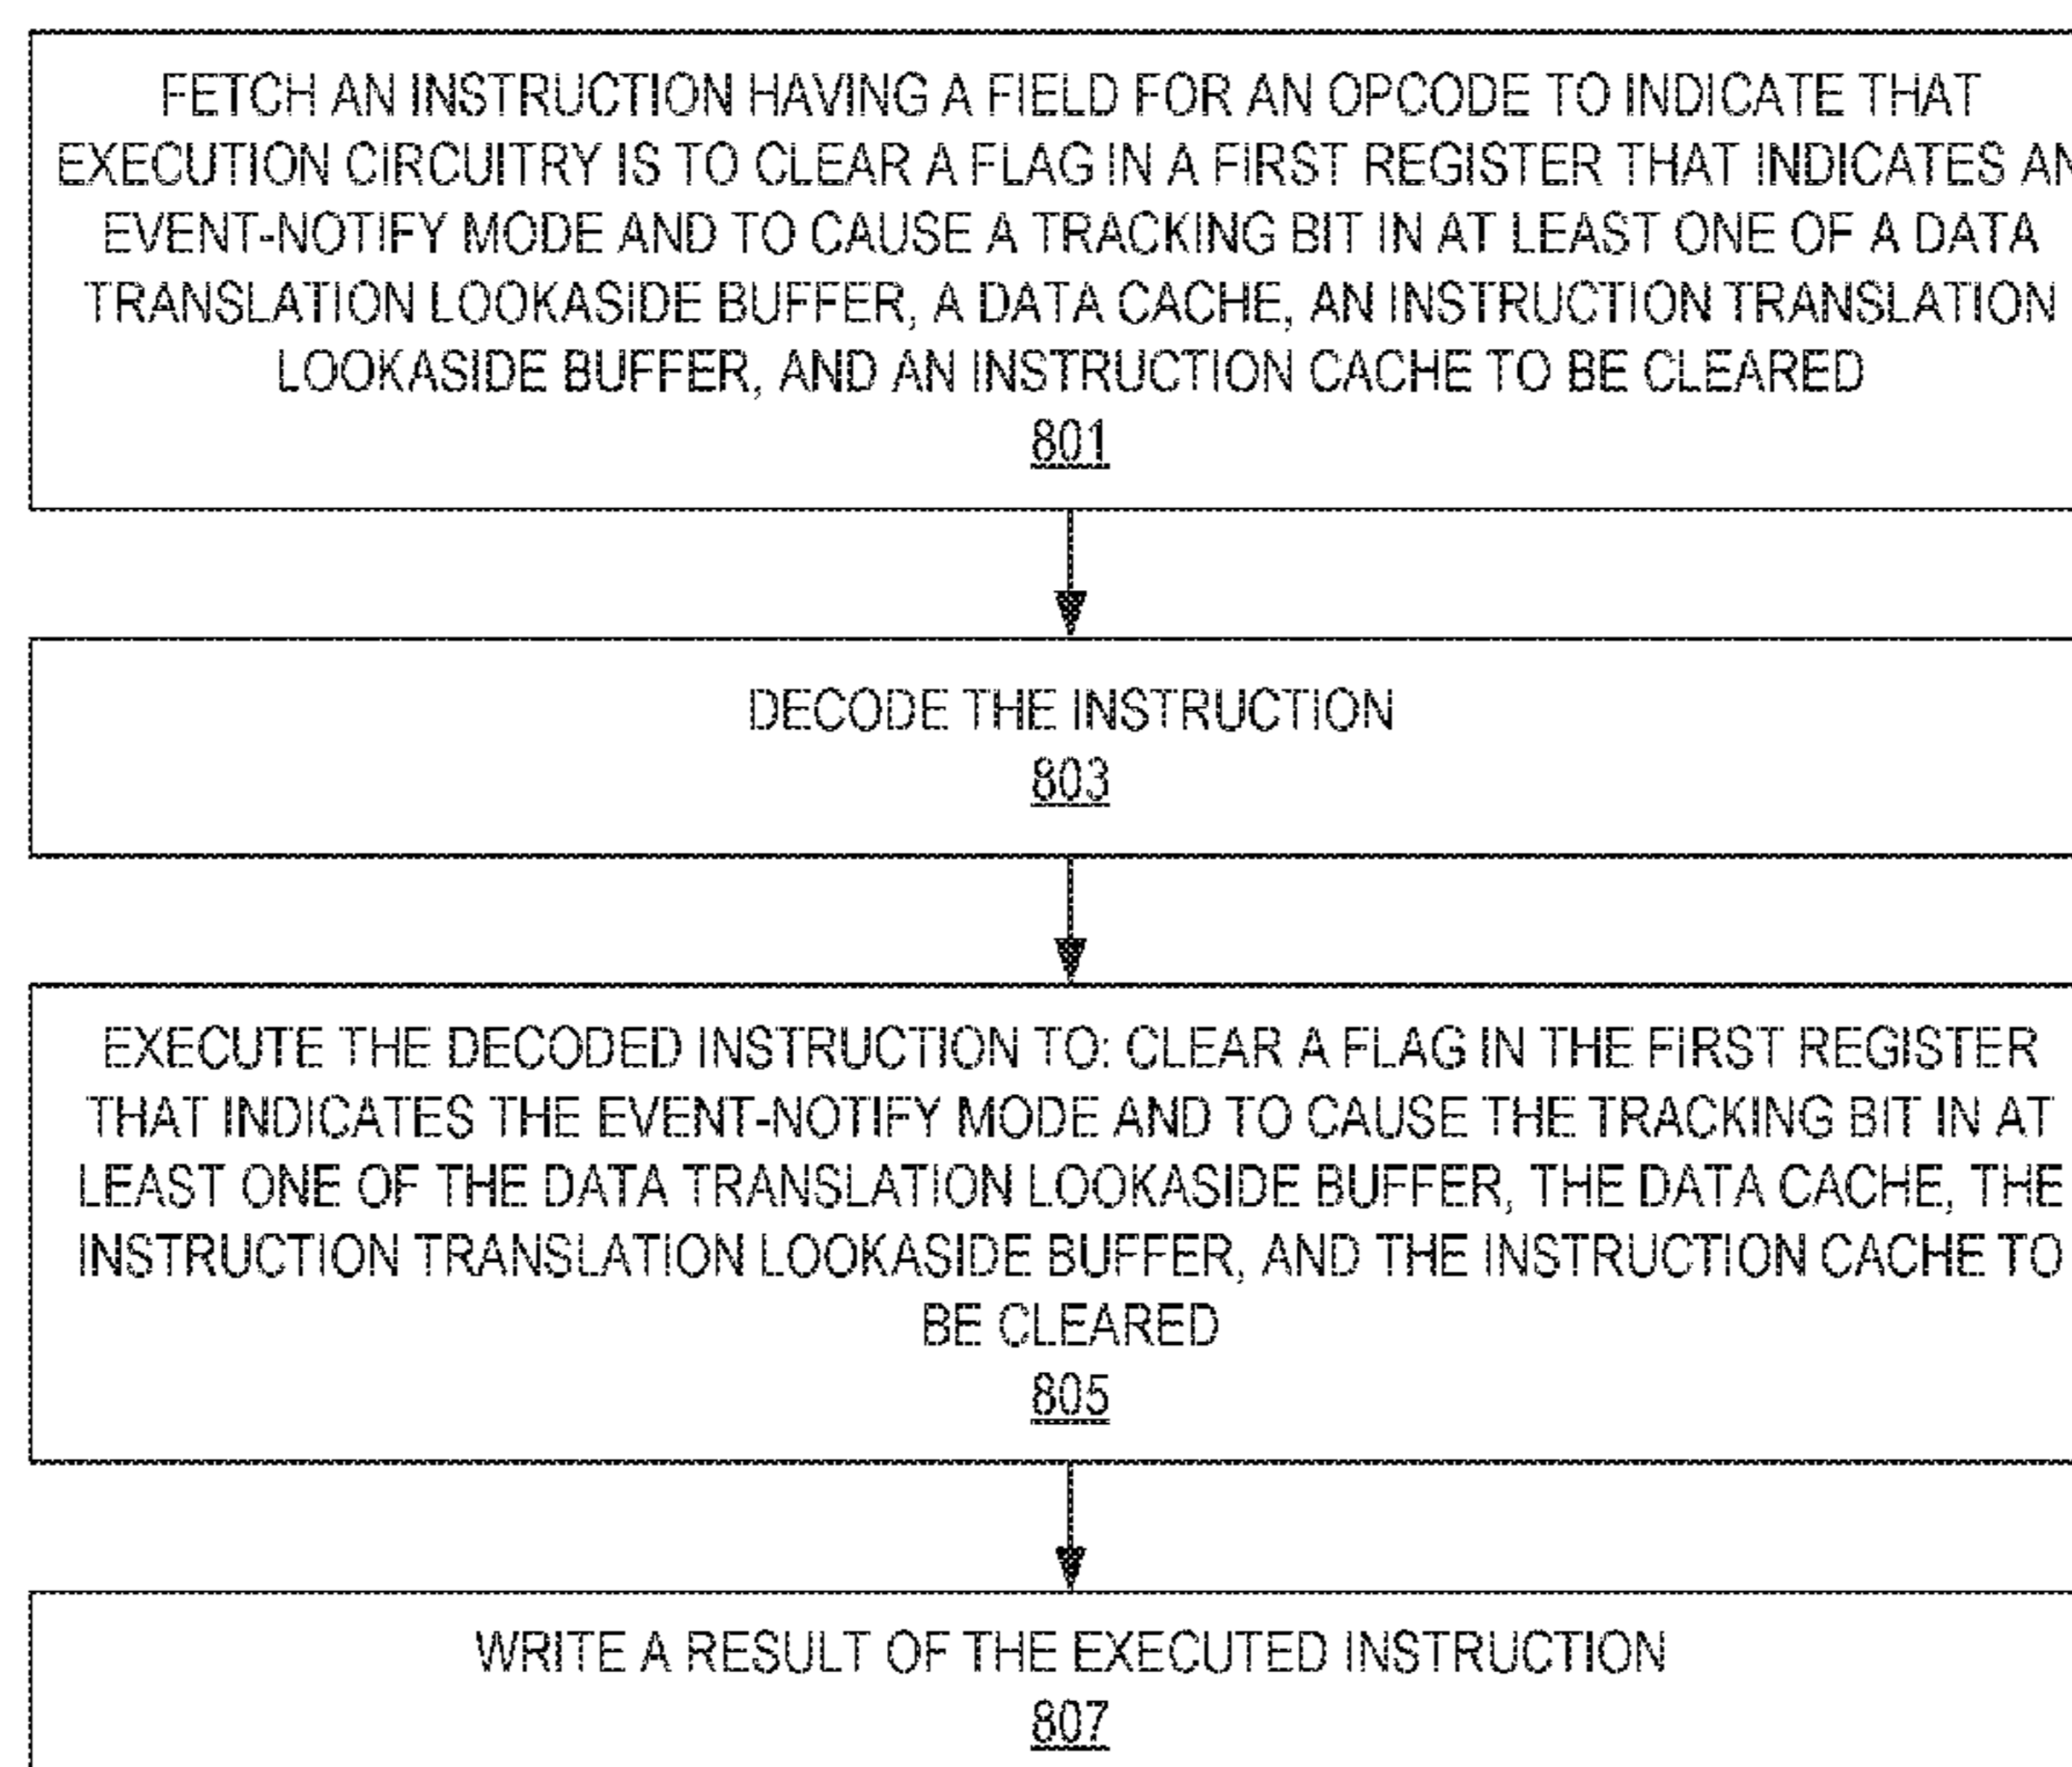 FETCH AN INSTRUCTION HAVING A FIELD FOR AN OPCODE TO INDICATE THAT
EXECUTION CIRCUITRY IS TO CLEAR A FLAG IN A FIRST REGISTER THAT INDICATES AN
EVENT-NOTIFY MODE AND TO CAUSE A TRACKING BIT IN AT LEAST ONE OF A DATA
TRANSLATION LOOKASIDE BUFFER, A DATA CACHE, AN INSTRUCTION TRANSLATION
LOOKASIDE BUFFER, AND AN INSTRUCTION CACHE TO BE CLEARED
801
DECODE THE INSTRUCTION
803
EXECUTE THE DECODED INSTRUCTION TO: CLEAR A FLAG IN THE FIRST REGISTER
THAT INDICATES THE EVENT-NOTIFY MODE AND TO CAUSE THE TRACKING BIT IN AT
LEAST ONE OF THE DATA TRANSLATION LOOKASIDE BUFFER, THE DATA CACHE, THE
INSTRUCTION TRANSLATION LOOKASIDE BUFFER, AND THE INSTRUCTION CACHE TO
BE CLEARED
805
WRITE A RESULT OF THE EXECUTED INSTRUCTION
807